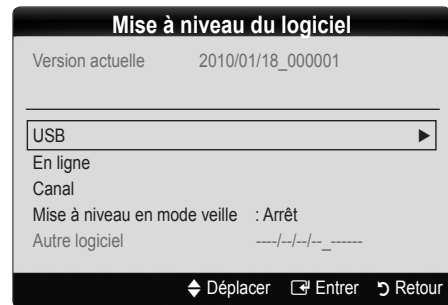 Mise à niveau du logiciel
Version actuelle 2010/01/18_000001
USB
En ligne
Canal
Mise à niveau en mode veille : Arrêt
Autre logiciel ----/--/--/--_------
Déplacer Entrer Retour